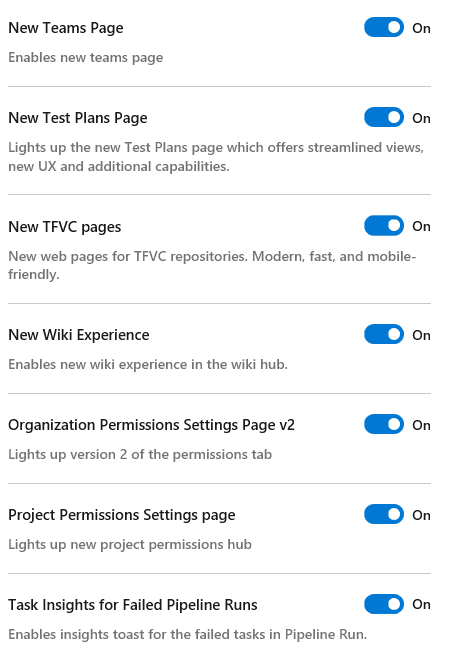 New Teams Page On
Enables new teams page
New Test Plans Page On
Lights up the new Test Plans page which offers streamlined views,
new UX and additional capabilities.
New TFVC pages On
New web pages for TFVC repositories. Modern, fast, and mobile-
friendly.
New Wiki Experience On
Enables new wiki experience in the wiki hub.
Organization Permissions Settings Page v2 On
Lights up version 2 of the permissions tab
Project Permissions Settings page On
Lights up new project permissions hub
Task Insights for Failed Pipeline Runs On
Enables insights toast for the failed tasks in Pipeline Run.